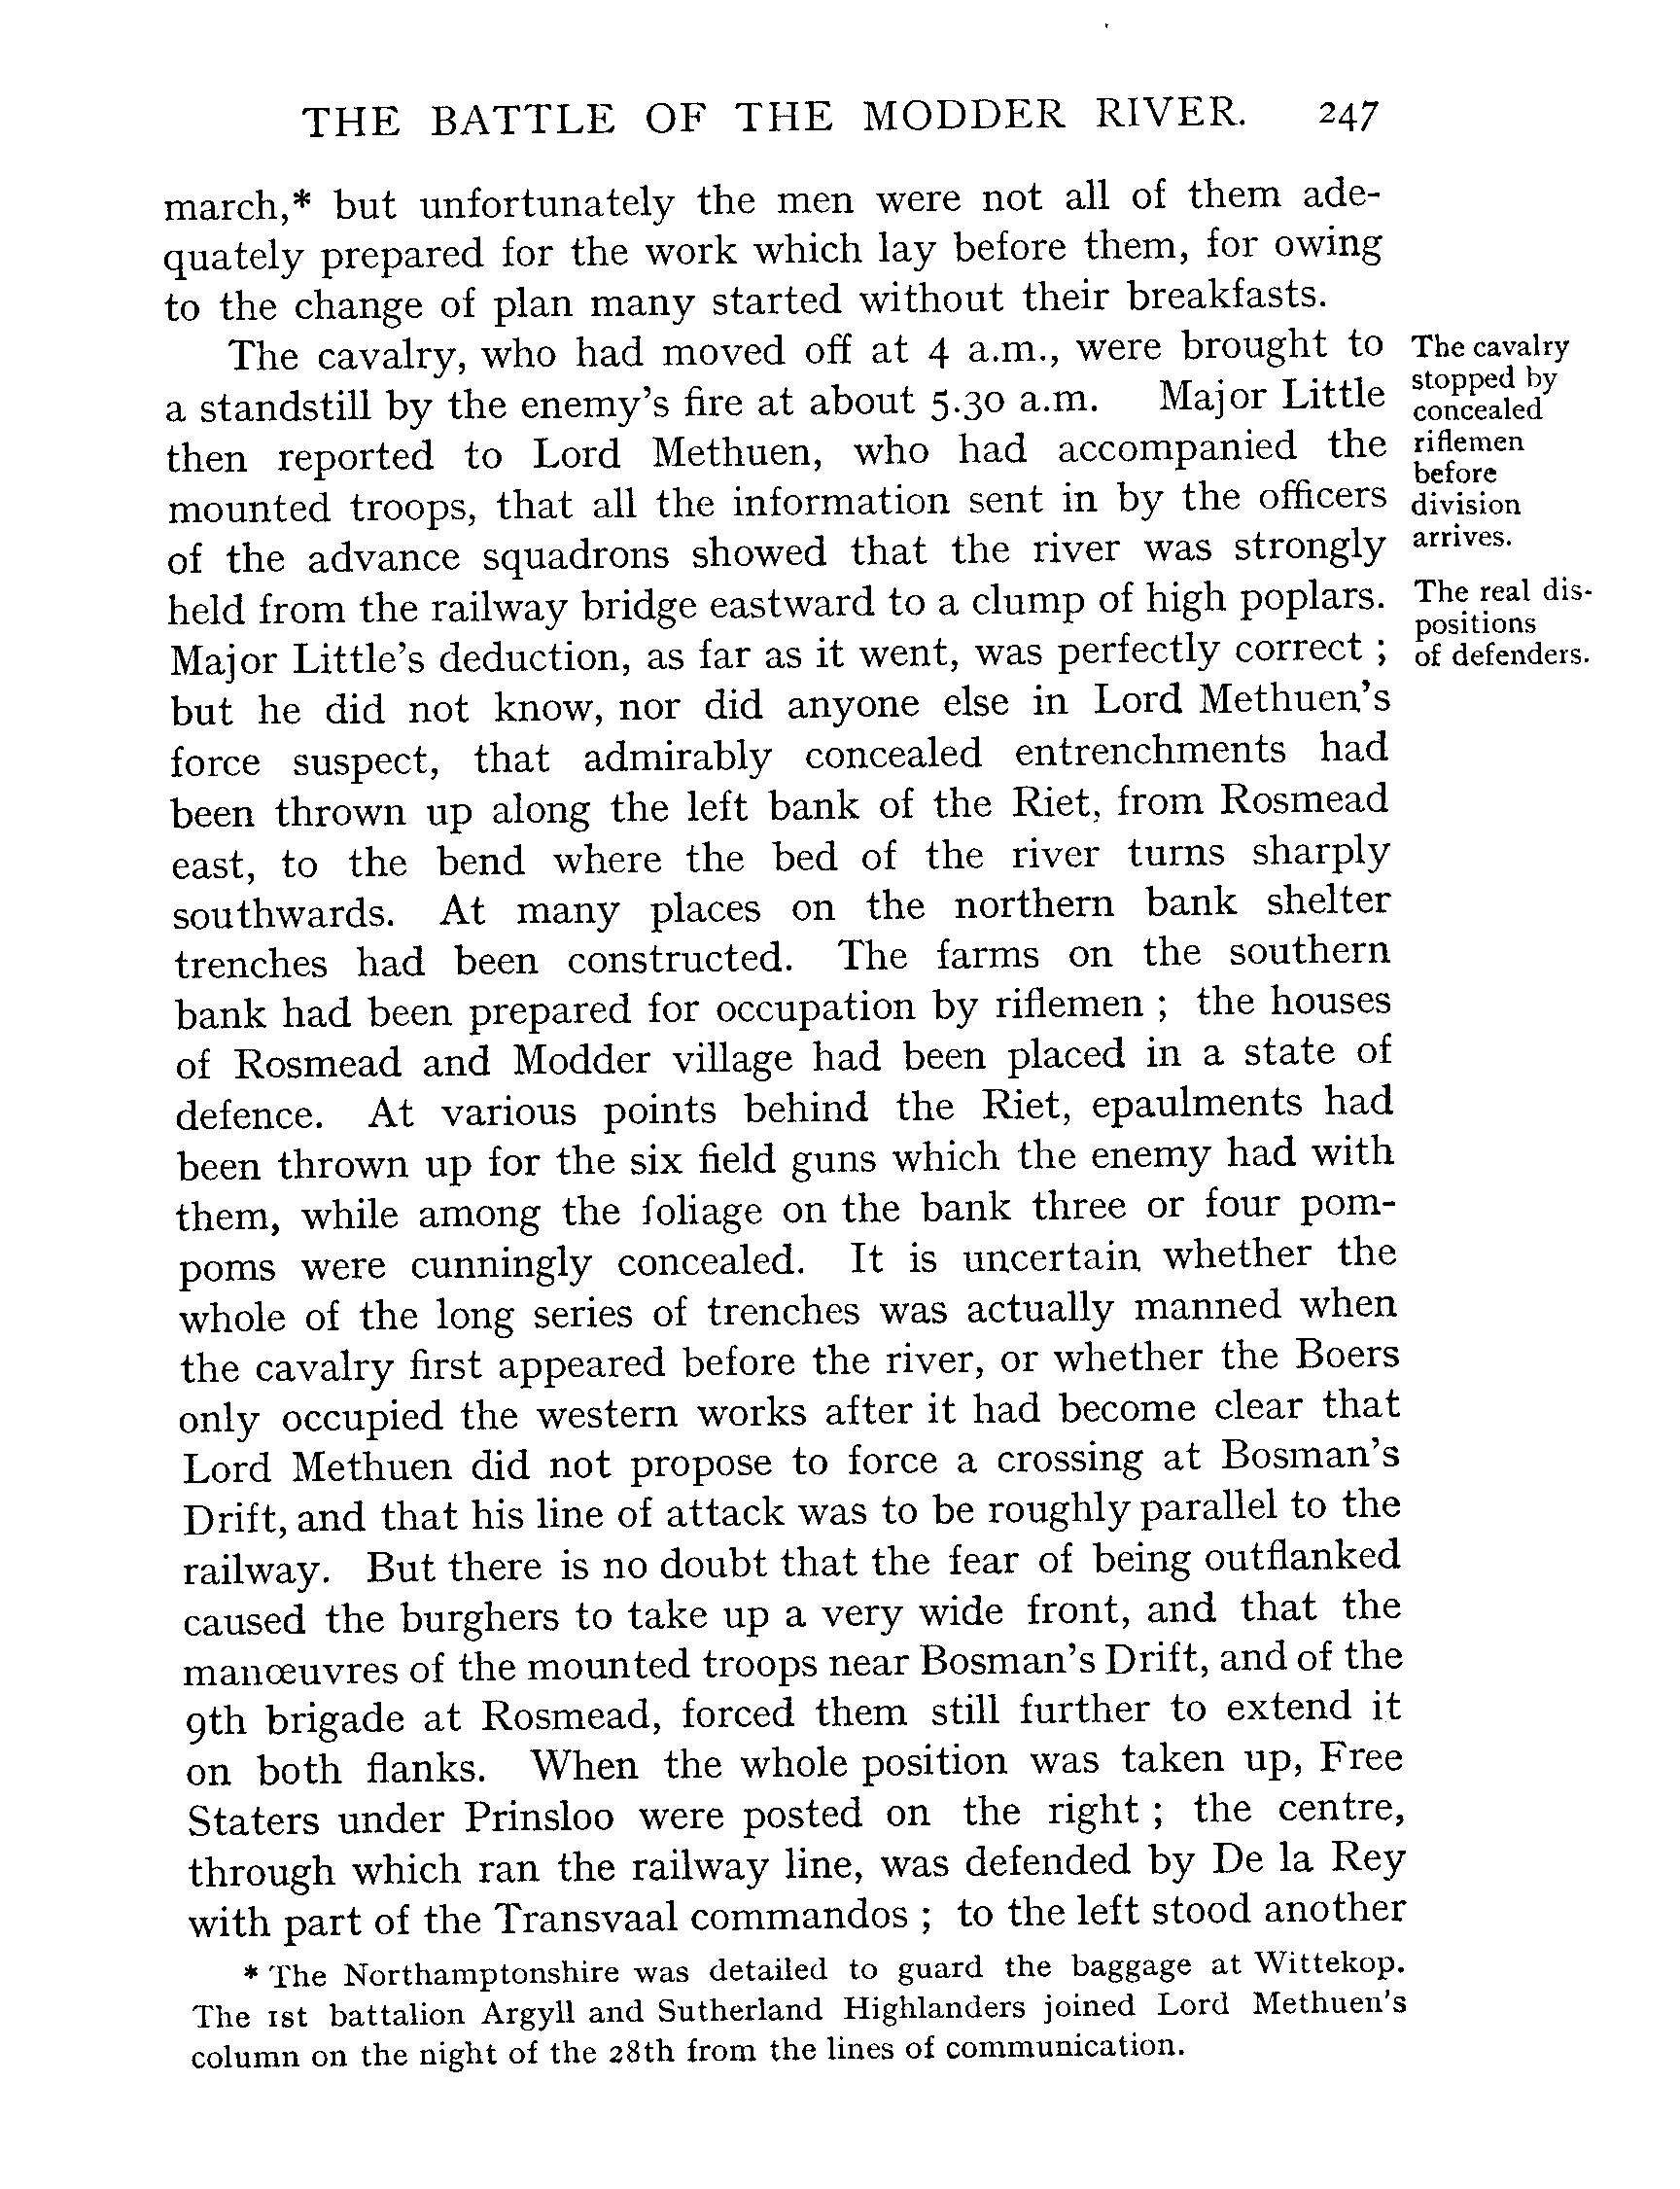 THE BATTLE OF THE MODDER RIVER. 247
march,* but unfortunately the men were not all of them ade-
quately prepared for the work which lay before them, for owing
to the change of plan many started without their breakfasts.
The cavalry, who had moved off at 4 a.m., were brought to
a standstill by the enemy's fire at about 5.30 a.m. Major Little
then reported to Lord Methuen, who had accompanied the
mounted troops, that all the information sent in by the officers
of the advance squadrons showed that the river was strongly
held from the railway bridge eastward to a clump of high poplars.
Major Little's deduction, as far as it went, was perfectly correct ;
but he did not know, nor did anyone else in Lord Methuen's
force suspect, that admirably concealed entrenchments had
been thrown up along the left bank of the Riet, from Rosmead
east, to the bend where the bed of the river turns sharply
southwards. At many places on the northern bank shelter
trenches had been constructed. The farms on the southern
bank had been prepared for occupation by riflemen ; the houses
of Rosmead and Modder village had been placed in a state of
defence. At various points behind the Riet, epaulments had
been thrown up for the six field guns which the enemy had with
them, while among the foliage on the bank three or four pom-
poms were cunningly concealed. It is uncertain whether the
whole of the long series of trenches was actually manned when
the cavalry first appeared before the river, or whether the Boers
only occupied the western works after it had become clear that
Lord Methuen did not propose to force a crossing at Bosman's
Drift, and that his line of attack was to be roughly parallel to the
railway. But there is no doubt that the fear of being outflanked
caused the burghers to take up a very wide front, and that the
manœuvres of the mounted troops near Bosman's Drift, and of the
9th brigade at Rosmead, forced them still further to extend it
on both flanks. When the whole position was taken up, Free
Staters under Prinsloo were posted on the right ; the centre,
through which ran the railway line, was defended by De la Rey
with part of the Transvaal commandos ; to the left stood another
The cavalry
stopped by
concealed
riflemen
before
division
arrives.
The real dis-
positions
of defenders.
* The Northamptonshire was detailed to guard the baggage at Wittekop.
The 1st battalion Argyll and Sutherland Highlanders joined Lord Methuen's
column on the night of the 28th from the lines of communication.